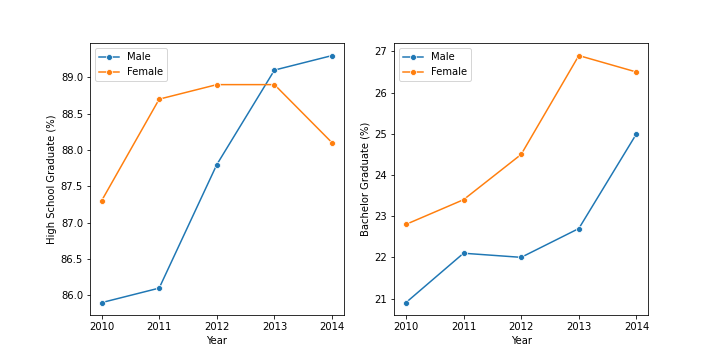 Male
Female
High School Graduate (%)
89.0
88.5
88.0
87.5
87.0
86.5
86.0
2010 2011 2012 2013 2014
Year
Male
Female
Bachelor Graduate (%)
27
26
25
24
23
22
21
2010 2011 2012 2013 2014
Year